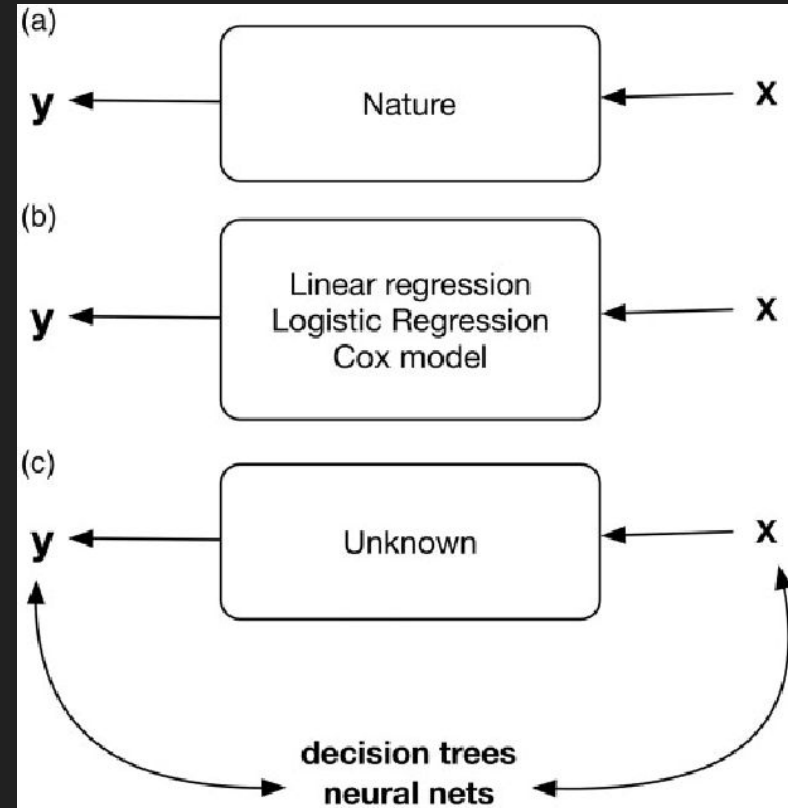 (a)
y Nature x
(b)
Linear regression
y Logistic Regression x
Cox model
(c)
y Unknown x
decision trees
neural nets